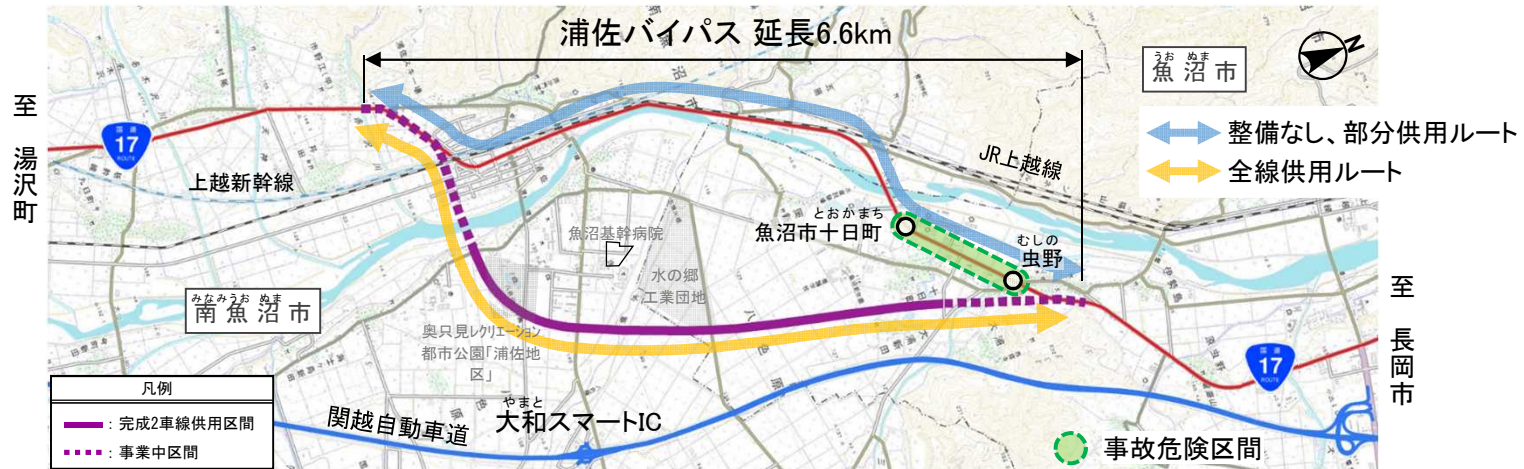 浦佐バイパス 延長6.6km
N
うお ぬま
魚 沼 市
整備なし、部分供用ルート
全線供用ルート
至 湯沢町
国道
17
ROUTE
上越新幹線
JR上越線
とおかまち
魚沼市十日町
むしの
虫野
魚沼基幹病院
水の郷
工業団地
みなみうお ぬま
南 魚 沼 市
奥只見レクリエーション
都市公園「浦佐地
区」
至 長岡市
国道
17
ROUTE
凡例
: 完成2車線供用区間
: 事業中区間
関越自動車道
やまと
大和スマートIC
事故危険区間